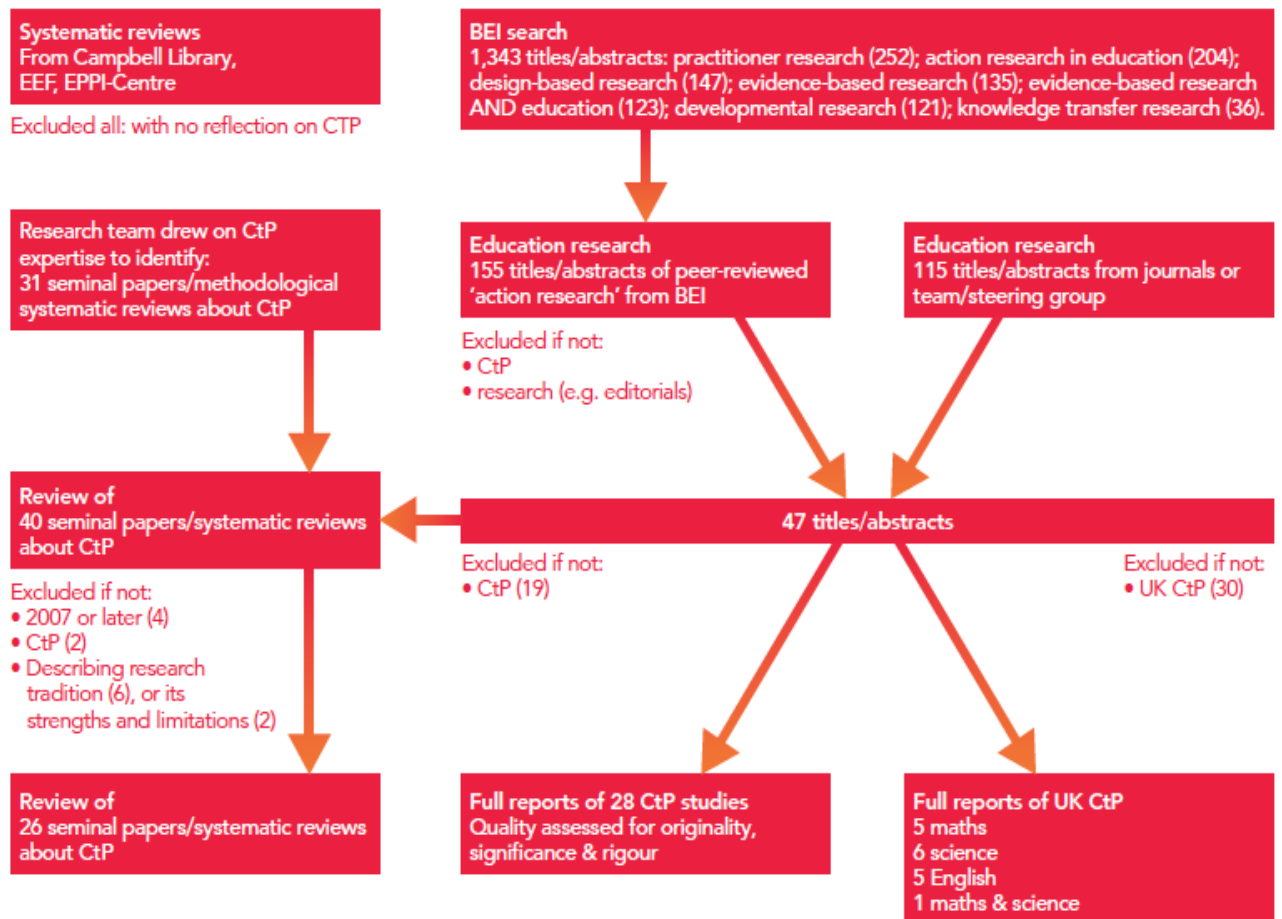 Systematic reviews
From Campbell Library,
EEF, EPPI-Centre
Excluded all: with no reflection on CTP
BEI search
1,343 titles/abstracts: practitioner research (252); action research in education (204);
design-based research (147); evidence-based research (135); evidence-based research
AND education (123); developmental research (121); knowledge transfer research (36).
Research team drew on CtP
expertise to identify:
31 seminal papers/methodological
systematic reviews about CtP
Education research
155 titles/abstracts of peer-reviewed
‘action research’ from BEI
Excluded if not:
• CtP
• research (e.g. editorials)
Education research
115 titles/abstracts from journals or
team/steering group
Review of
40 seminal papers/systematic reviews
about CtP
Excluded if not:
• 2007 or later (4)
• CtP (2)
• Describing research
tradition (6), or its
strengths and limitations (2)
47 titles/abstracts
Excluded if not:
• CtP (19)
Excluded if not:
• UK CtP (30)
Review of
26 seminal papers/systematic reviews
about CtP
Full reports of 28 CtP studies
Quality assessed for originality,
significance & rigour
Full reports of UK CtP
5 maths
6 science
5 English
1 maths & science